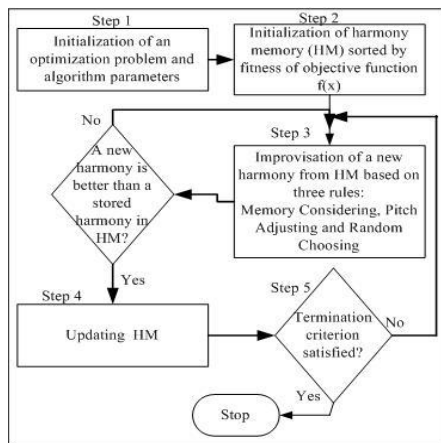 Step 1
Initialization of an
optimization problem and
algorithm parameters
Step 2
Initialization of harmony
memory (HM) sorted by
fitness of objective function
f(x)
No
Step 3
A new
harmony is
better than a
stored
harmony in
HM?
Improvisation of a new
harmony from HM based on
three rules:
Memory Considering, Pitch
Adjusting and Random
Choosing
Yes
Step 4
Updating HM
Step 5
Termination
criterion
satisfied?
No
Yes
Stop